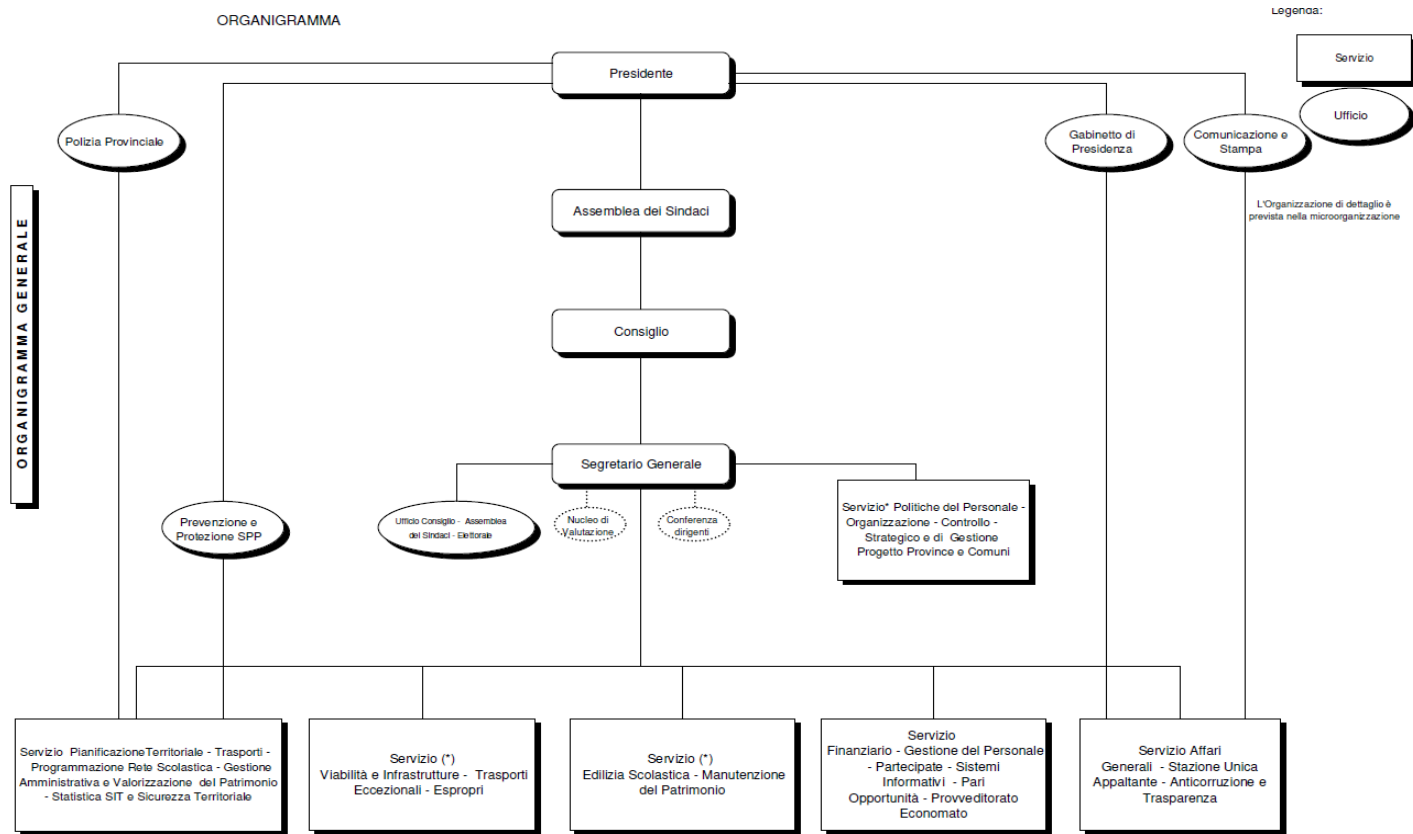 ORGANIGRAMMA
Legenda:
Servizio
Ufficio
L'Organizzazione di dettaglio è
prevista nella microorganizzazione
ORGANIGRAMMA GENERALE
Presidente
Polizia Provinciale
Gabinetto di
Presidenza
Comunicazione e
Stampa
Assemblea dei Sindaci
Consiglio
Segretario Generale
Prevenzione e
Protezione SPP
Ufficio Consiglio - Assemblea
dei Sindaci - Elettorale
Nucleo di
Valutazione
Conferenza
dirigenti
Servizio* Politiche del Personale -
Organizzazione - Controllo -
Strategico e di Gestione
Progetto Province e Comuni
Servizio PianificazioneTerritoriale - Trasporti -
Programmazione Rete Scolastica - Gestione
Amministrativa e Valorizzazione del Patrimonio
- Statistica SIT e Sicurezza Territoriale
Servizio (*)
Viabilità e Infrastrutture - Trasporti
Eccezionali - Espropri
Servizio (*)
Edilizia Scolastica - Manutenzione
del Patrimonio
Servizio
Finanziario - Gestione del Personale
- Partecipate - Sistemi
Informativi - Pari
Opportunità - Provveditorato
Economato
Servizio Affari
Generali - Stazione Unica
Appaltante - Anticorruzione e
Trasparenza